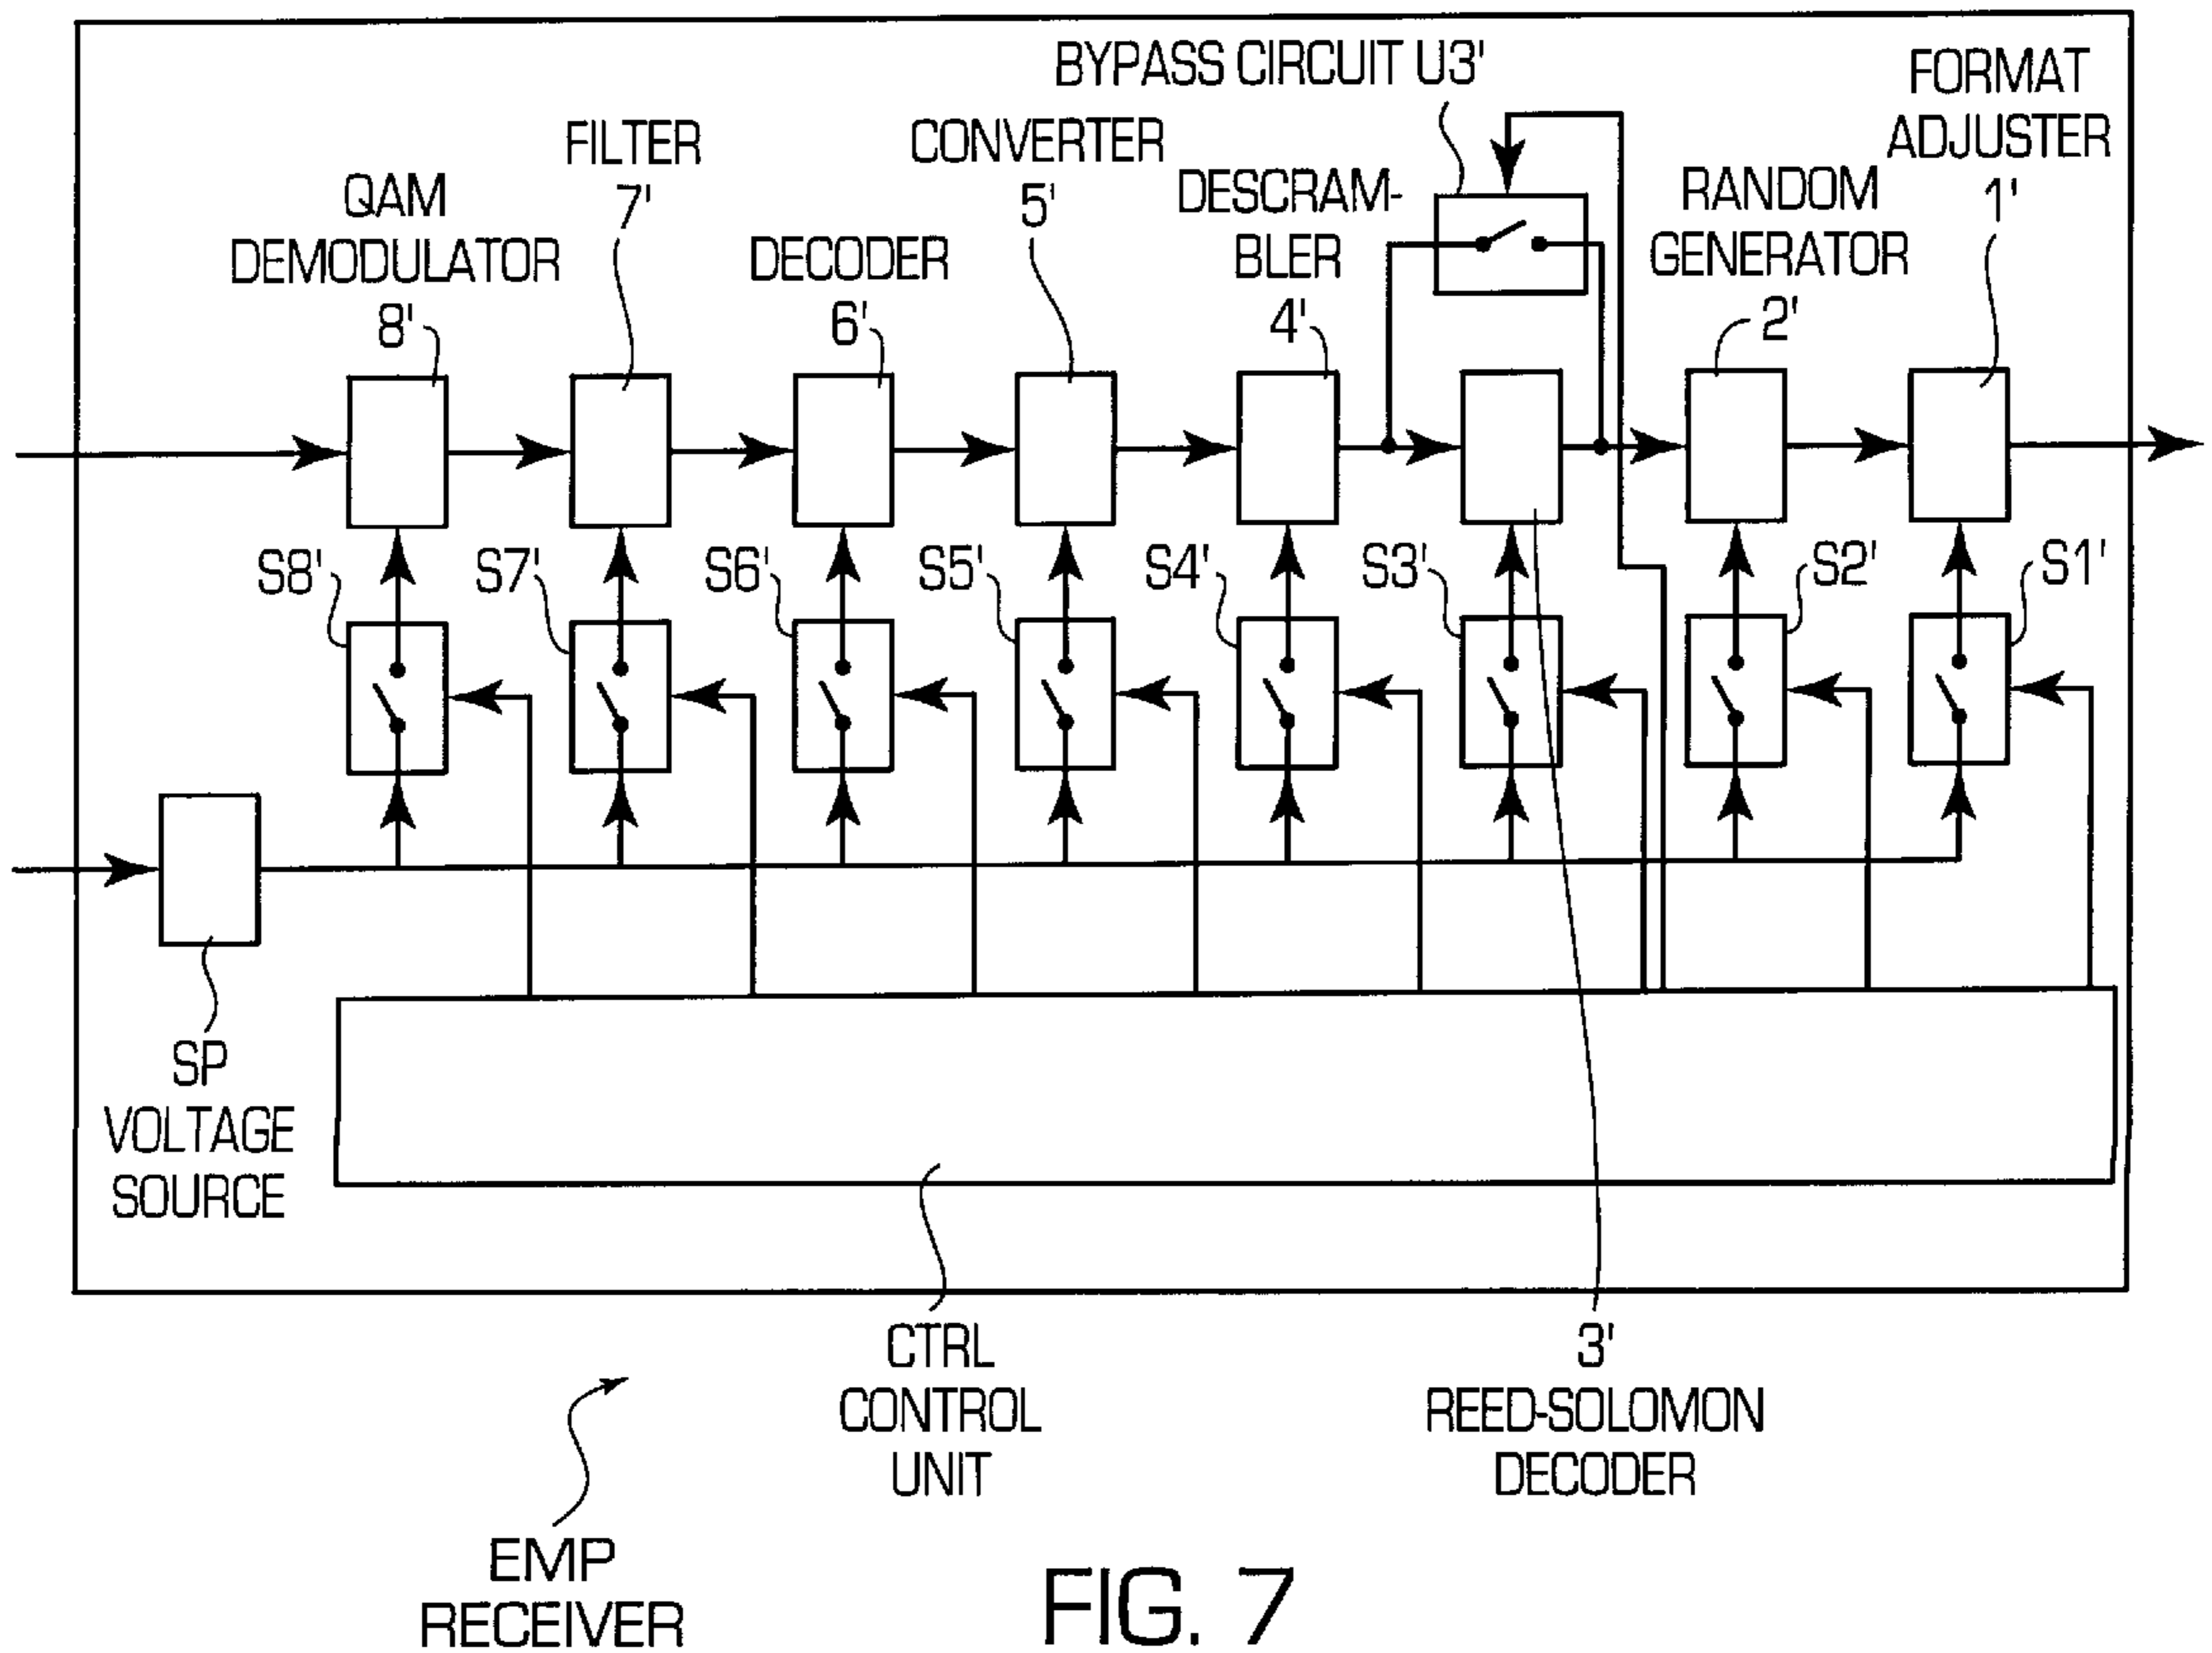 BYPASS CIRCUIT U3'
FORMAT
ADJUSTER
1'
FILTER
7'
CONVERTER
5'
QAM
DEMODULATOR
8'
DECODER
6'
DESCRAM-
BLER
4'
RANDOM
GENERATOR
2'
S8'
S7'
S6'
S5'
S4'
S3'
S2'
S1'
SP
VOLTAGE
SOURCE
CTRL
CONTROL
UNIT
3'
REED-SOLOMON
DECODER
EMP
RECEIVER
FIG. 7